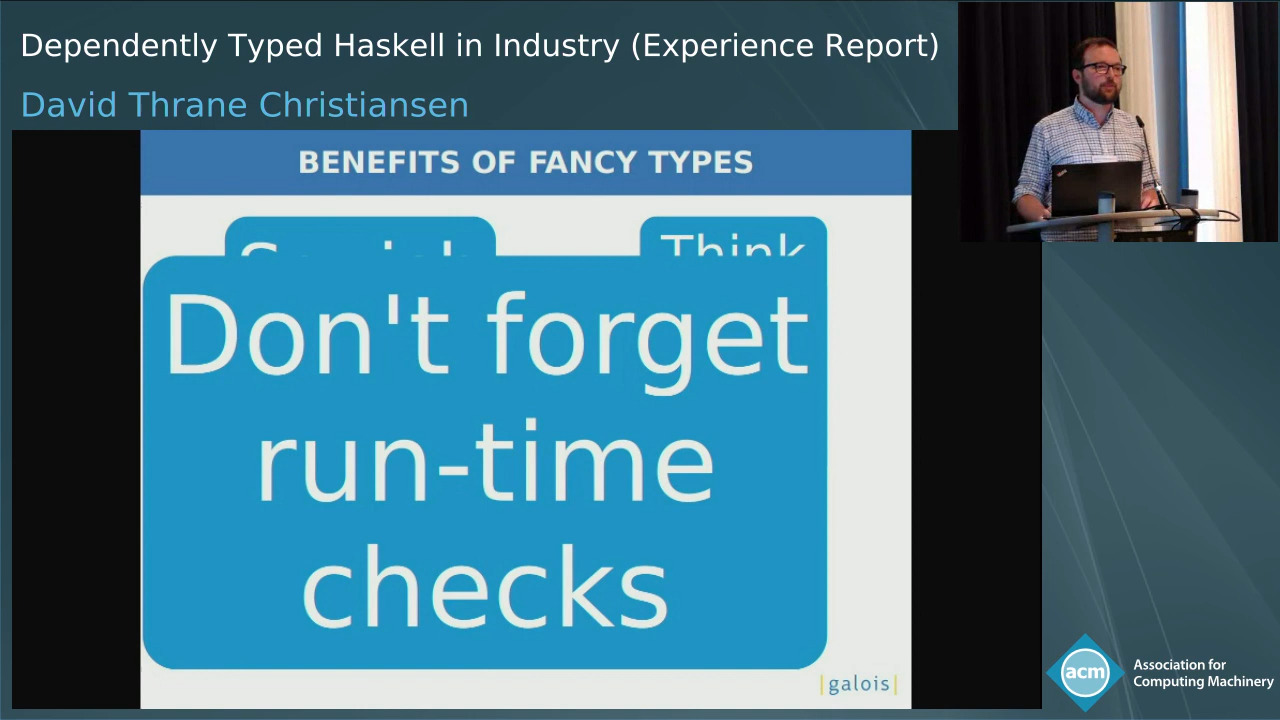 Dependently Typed Haskell in Industry (Experience Report)
David Thrane Christiansen
BENEFITS OF FANCY TYPES
Think
Don't forget
run-time
checks
galois
acm
Association for
Computing Machinery